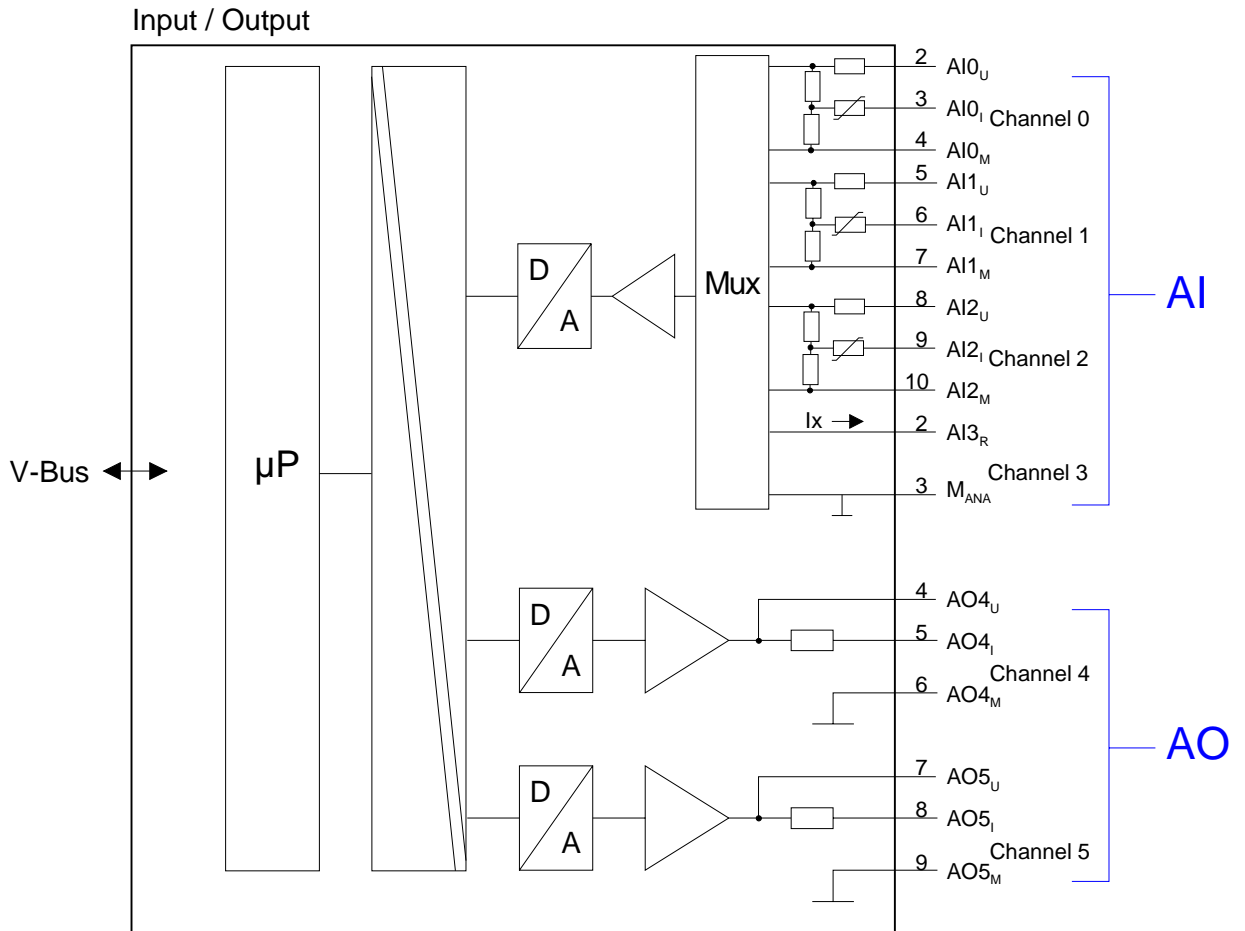 Input / Output
2 AI0U
3 AI0I Channel 0
4 AI0M
5 AI1U
6 AI1I Channel 1
7 AI1M
8 AI2U
9 AI2I Channel 2
10 AI2M
Ix
2 AI3R
Channel 3
3 MANA
AI
D
A
Mux
V-Bus
µP
4 AO4U
5 AO4I
Channel 4
6 AO4M
D
A
AO
7 AO5U
8 AO5I
Channel 5
9 AO5M
D
A